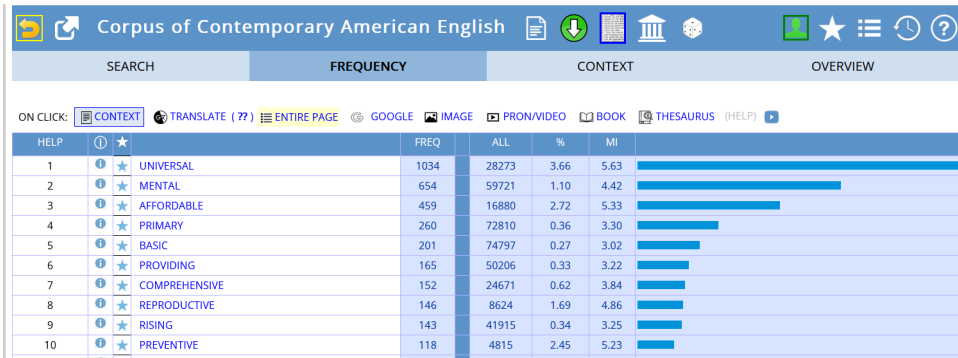 Corpus of Contemporary American English
SEARCH FREQUENCY CONTEXT OVERVIEW
ON CLICK: CONTEXT TRANSLATE ( ?? ) ENTIRE PAGE G GOOGLE IMAGE PRON/VIDEO BOOK THESAURUS (HELP)
HELP FREQ ALL % MI
1 UNIVERSAL 1034 28273 3.66 5.63
2 MENTAL 654 59721 1.10 4.42
3 AFFORDABLE 459 16880 2.72 5.33
4 PRIMARY 260 72810 0.36 3.30
5 BASIC 201 74797 0.27 3.02
6 PROVIDING 165 50206 0.33 3.22
7 COMPREHENSIVE 152 24671 0.62 3.84
8 REPRODUCTIVE 146 8624 1.69 4.86
9 RISING 143 41915 0.34 3.25
10 PREVENTIVE 118 4815 2.45 5.23